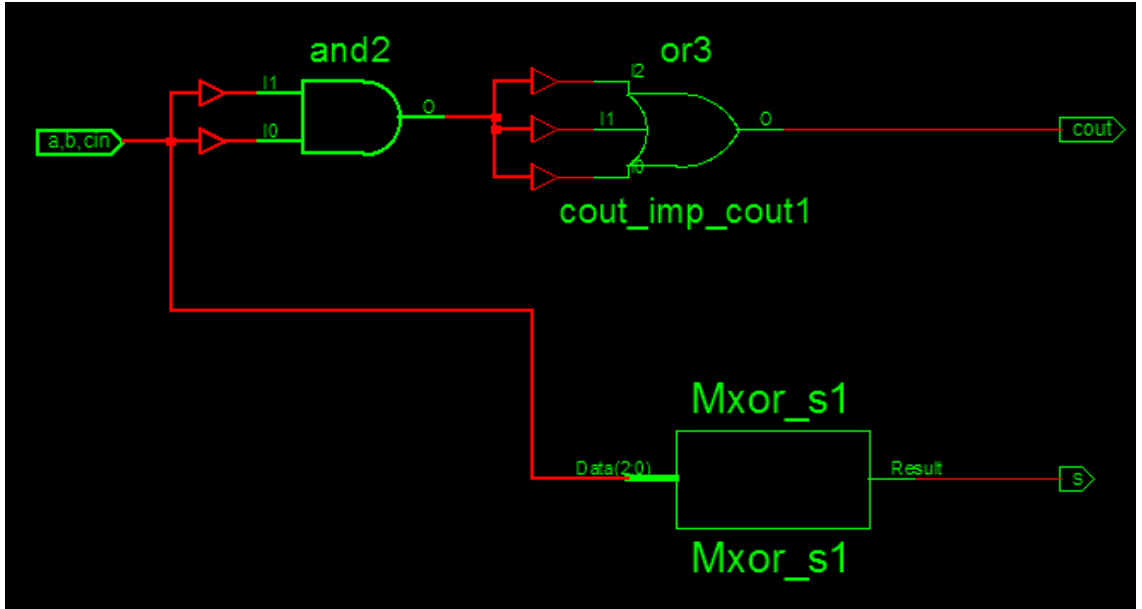 and2
or3
I1
I0
O
I2
I1
I0
O
a,b,cin
cout
cout_imp_cout1
Mxor_s1
Data(2:0)
Result
s
Mxor_s1